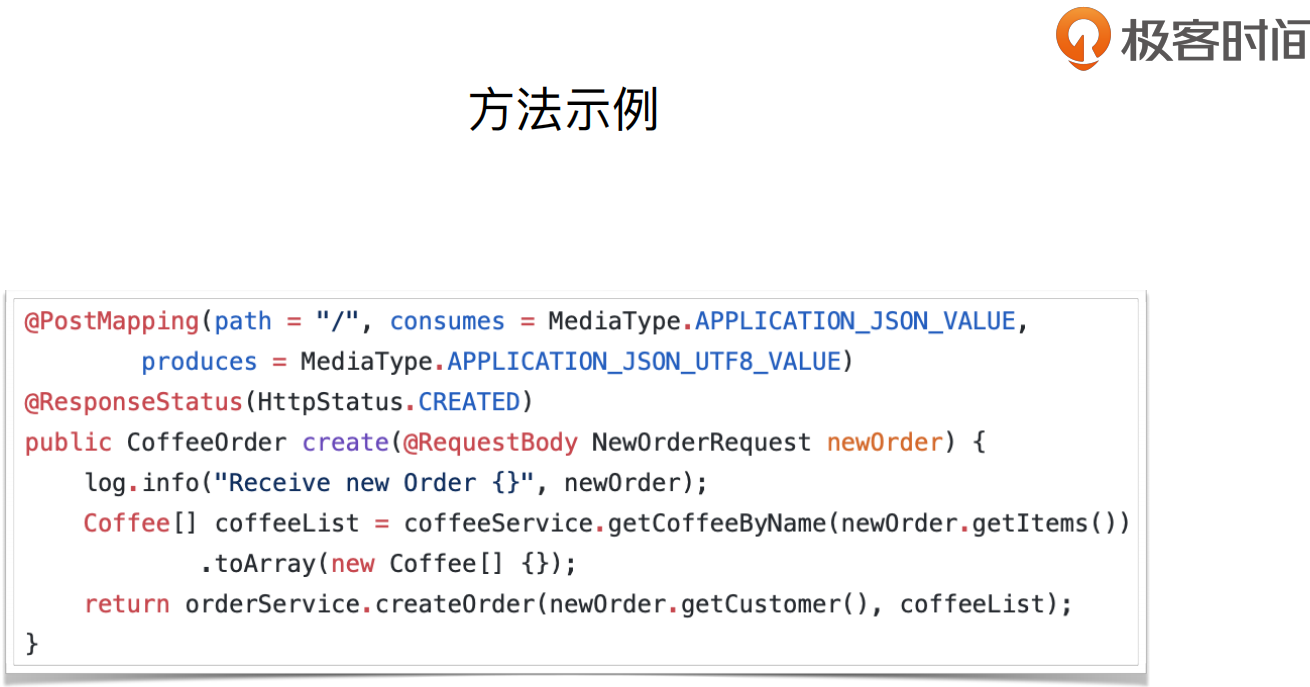 极客时间
方法示例
@PostMapping(path = "/", consumes = MediaType.APPLICATION_JSON_VALUE,
        produces = MediaType.APPLICATION_JSON_UTF8_VALUE)
@ResponseStatus(HttpStatus.CREATED)
public CoffeeOrder create(@RequestBody NewOrderRequest newOrder) {
    log.info("Receive new Order {}", newOrder);
    Coffee[] coffeeList = coffeeService.getCoffeeByName(newOrder.getItems())
            .toArray(new Coffee[] {});
    return orderService.createOrder(newOrder.getCustomer(), coffeeList);
}